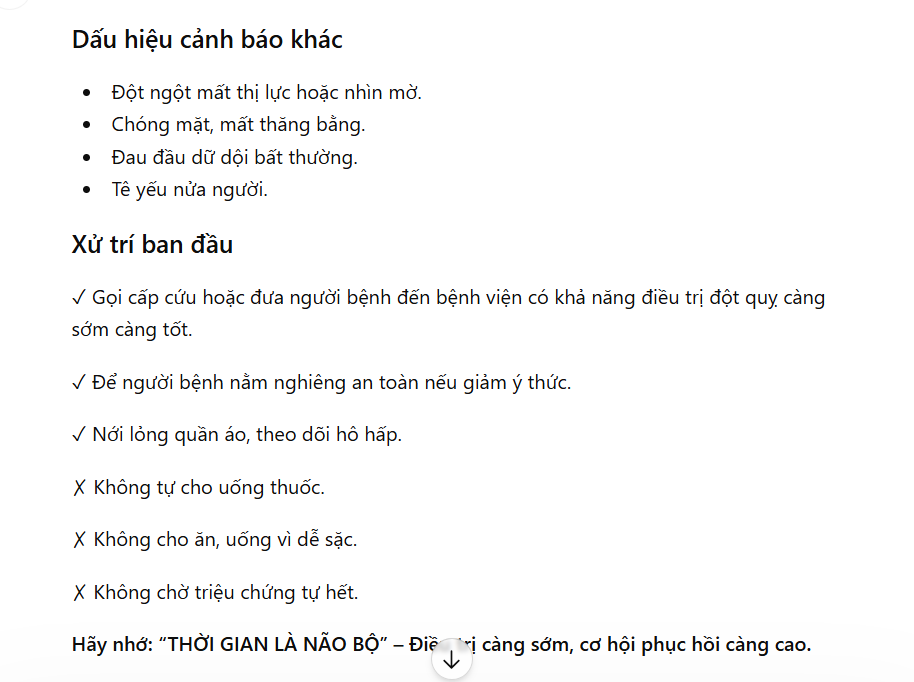 Dấu hiệu cảnh báo khác
• Đột ngột mất thị lực hoặc nhìn mờ.
• Chóng mặt, mất thăng bằng.
• Đau đầu dữ dội bất thường.
• Tê yếu nửa người.
Xử trí ban đầu
✓ Gọi cấp cứu hoặc đưa người bệnh đến bệnh viện có khả năng điều trị đột quỵ càng
sớm càng tốt.
✓ Để người bệnh nằm nghiêng an toàn nếu giảm ý thức.
✓ Nới lỏng quần áo, theo dõi hô hấp.
✗ Không tự cho uống thuốc.
✗ Không cho ăn, uống vì dễ sặc.
✗ Không chờ triệu chứng tự hết.
Hãy nhớ: “THỜI GIAN LÀ NÃO BỘ” – Điều trị càng sớm, cơ hội phục hồi càng cao.